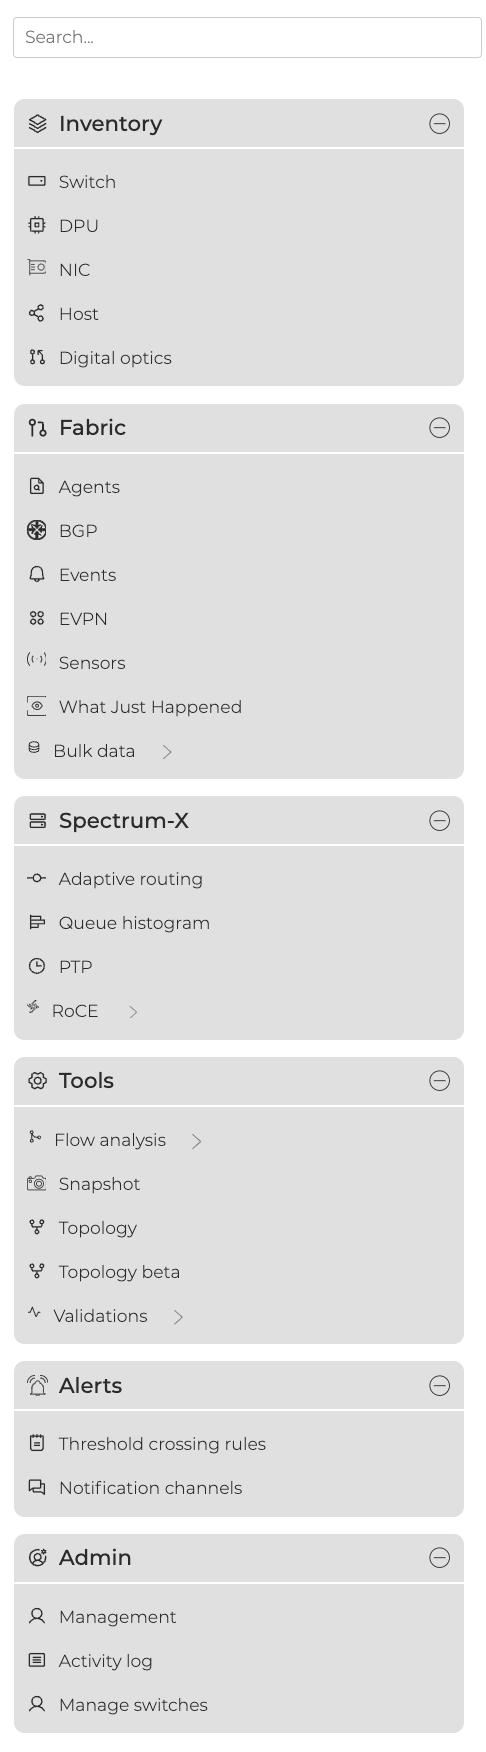 Search...
Inventory
Switch
DPU
NIC
Host
Digital optics
Fabric
Agents
BGP
Events
EVPN
Sensors
What Just Happened
Bulk data
Spectrum-X
Adaptive routing
Queue histogram
PTP
RoCE
Tools
Flow analysis
Snapshot
Topology
Topology beta
Validations
Alerts
Threshold crossing rules
Notification channels
Admin
Management
Activity log
Manage switches